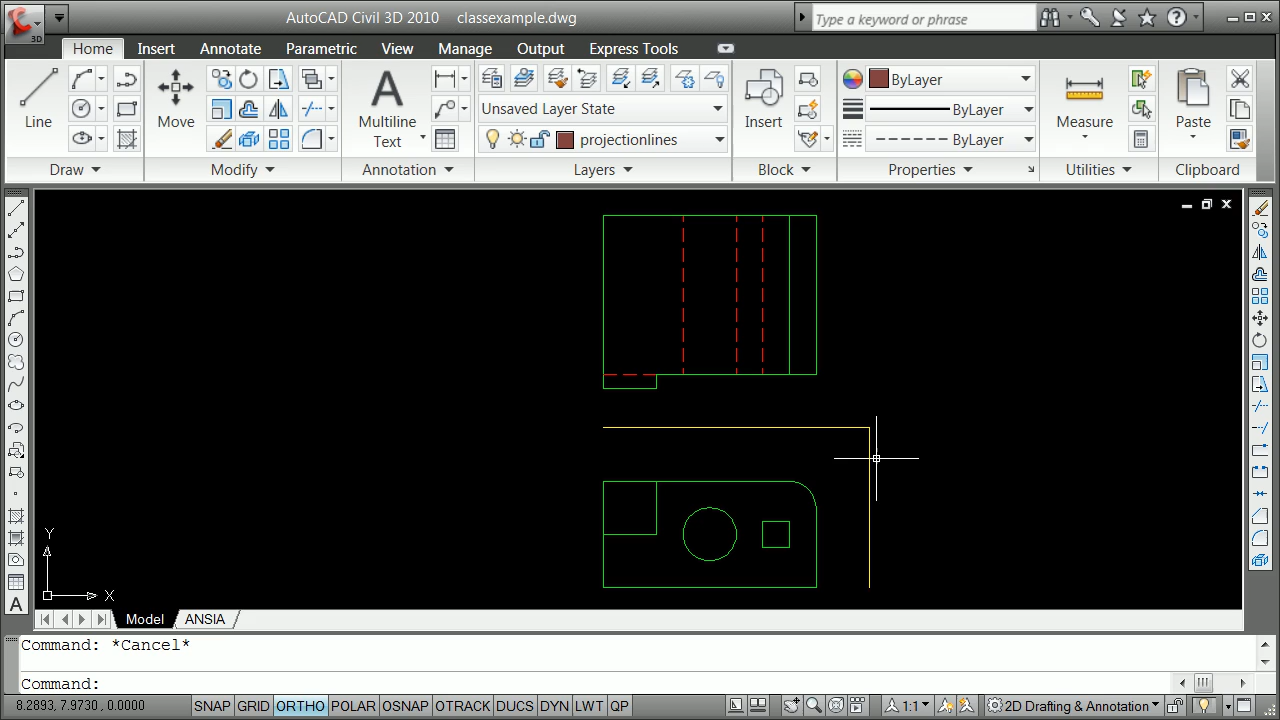 AutoCAD Civil 3D 2010 classexample.dwg
Type a keyword or phrase
3D
Home Insert Annotate Parametric View Manage Output Express Tools
Line
Move
A
Multiline
Text
Unsaved Layer State
projectionlines
Insert
ByLayer
ByLayer
ByLayer
Measure
Paste
Draw Modify Annotation Layers Block Properties Utilities Clipboard
Y
X
A
Model ANSIA
Command: *Cancel*
Command:
8.2893, 7.9730 , 0.0000 SNAP GRID ORTHO POLAR OSNAP OTRACK DUCS DYN LWT QP 1:1 2D Drafting & Annotation